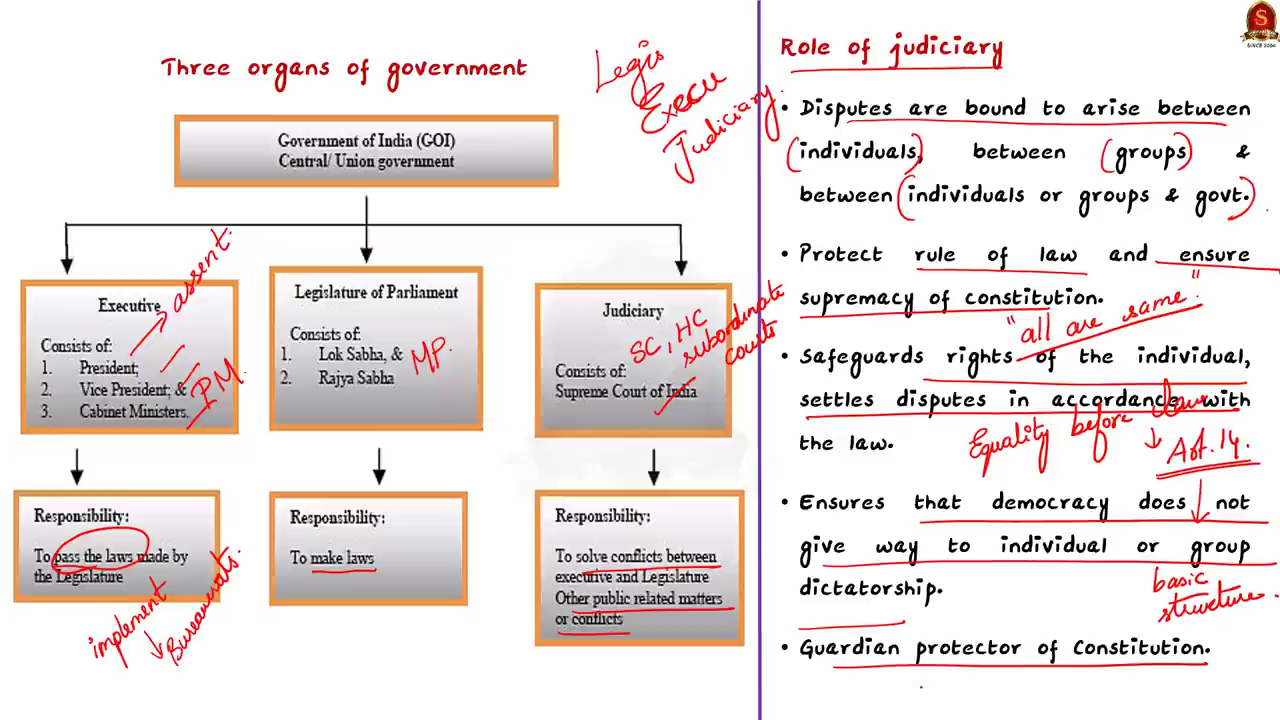 Three organs of government
Legis
Execu
Judiciary.
Government of India (GOI)
Central/ Union government
Executive
assent.
Consists of:
1. President;
2. Vice President; &
3. Cabinet Ministers.
PM.
Legislature of Parliament
Consists of:
1. Lok Sabha, &
2. Rajya Sabha
MP.
Judiciary
SC, HC
subordinate
courts
Consists of:
Supreme Court of India
Responsibility:
To pass the laws made by
the Legislature
implement
Bureaucrats.
Responsibility:
To make laws
Responsibility:
To solve conflicts between
executive and Legislature
Other public related matters
or conflicts
S
SINCE 2004
Role of judiciary
• Disputes are bound to arise between
(individuals), between (groups) &
between (individuals or groups & govt.)
• Protect rule of law and ensure
supremacy of constitution.
"all are same"
• Safeguards rights of the individual,
settles disputes in accordance with
the law.
Equality before law
Art. 14.
• Ensures that democracy does not
give way to individual or group
dictatorship.
basic
structure.
• Guardian protector of Constitution.